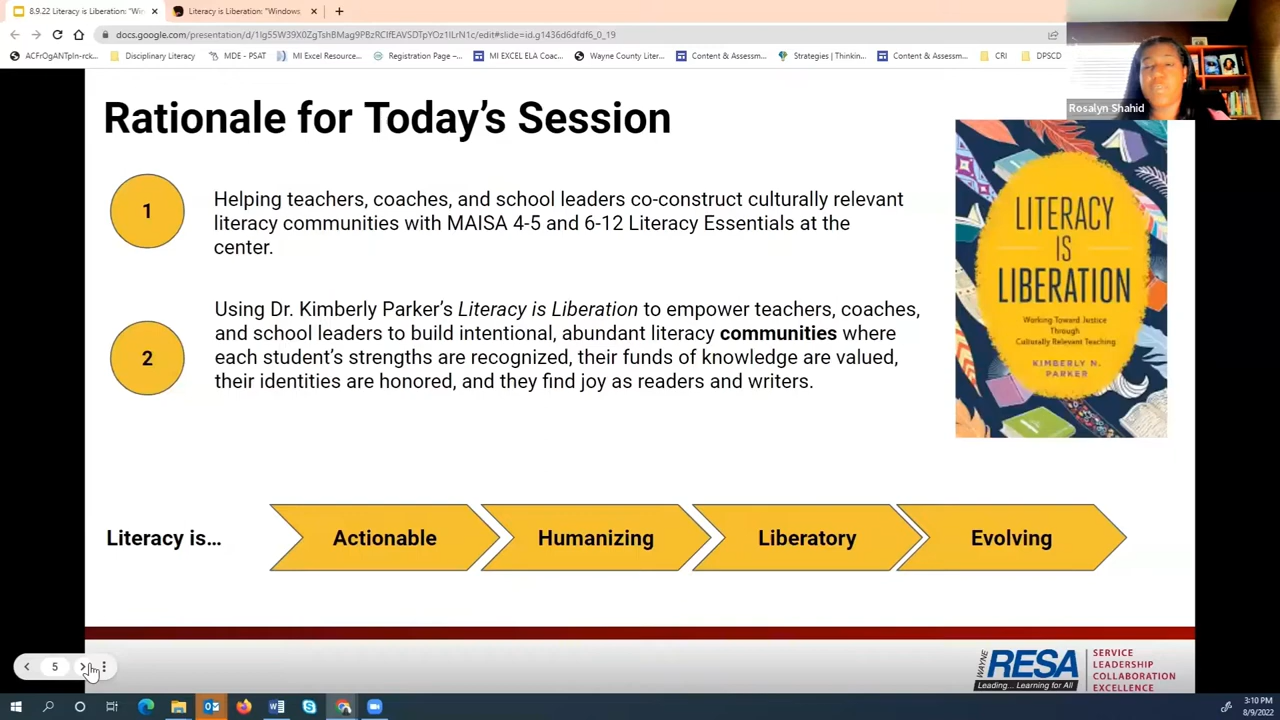 8.9.22 Literacy is Liberation: "Wi
Literacy is Liberation: "Windows
docs.google.com/presentation/d/
ACFrOgANTpIn-rck...
Disciplinary Literacy
MDE - PSAT
MI Excel Resource...
Registration Page –...
MI EXCEL ELA Coac...
Wayne County Liter...
Content & Assessm...
Strategies | Thinkin...
Content & Assessm...
CRI
DPSCD
Rosalyn Shahid
Rationale for Today's Session
1
Helping teachers, coaches, and school leaders co-construct culturally relevant
literacy communities with MAISA 4-5 and 6-12 Literacy Essentials at the
center.
2
Using Dr. Kimberly Parker's Literacy is Liberation to empower teachers, coaches,
and school leaders to build intentional, abundant literacy communities where
each student's strengths are recognized, their funds of knowledge are valued,
their identities are honored, and they find joy as readers and writers.
LITERACY
IS
LIBERATION
Working Toward Justice
Through
Culturally Relevant Teaching
KIMBERLY N.
PARKER
Literacy is...
Actionable
Humanizing
Liberatory
Evolving
5
WAYNE
RESA
Leading... Learning for All
SERVICE
LEADERSHIP
COLLABORATION
EXCELLENCE
3:10 PM
8/9/2022